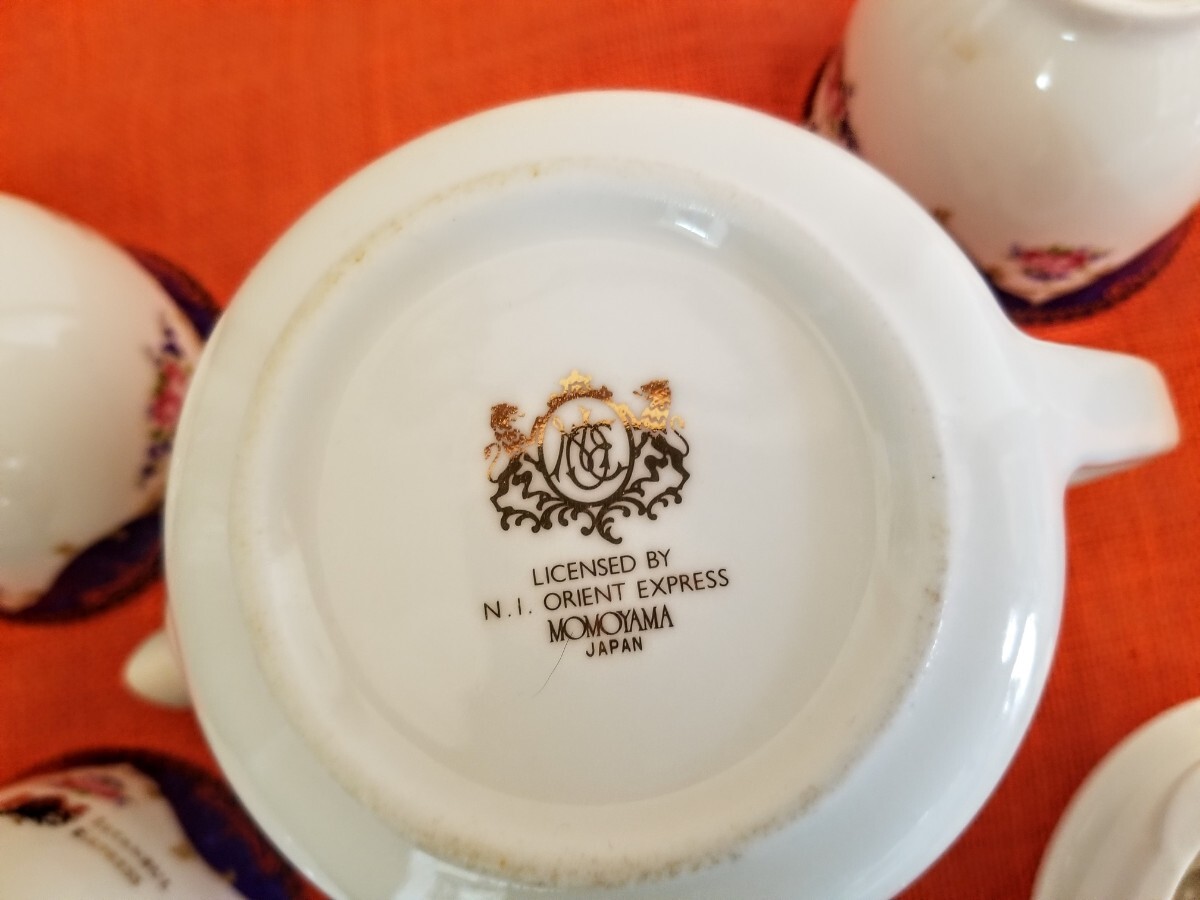 LICENSED BY
N.I. ORIENT EXPRESS
MOMOYAMA
JAPAN